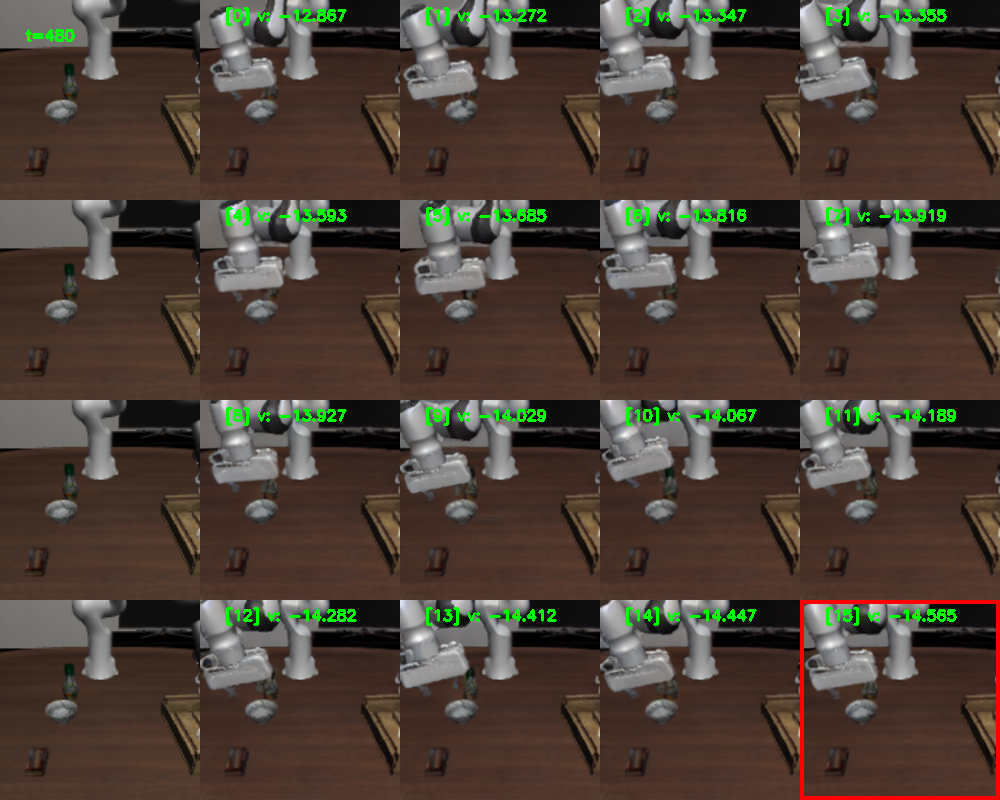 t=480
[0] v: -12.867
[1] v: -13.272
[2] v: -13.347
[3] v: -13.355
[4] v: -13.593
[5] v: -13.685
[6] v: -13.816
[7] v: -13.919
[8] v: -13.927
[9] v: -14.029
[10] v: -14.067
[11] v: -14.189
[12] v: -14.282
[13] v: -14.412
[14] v: -14.447
[15] v: -14.565